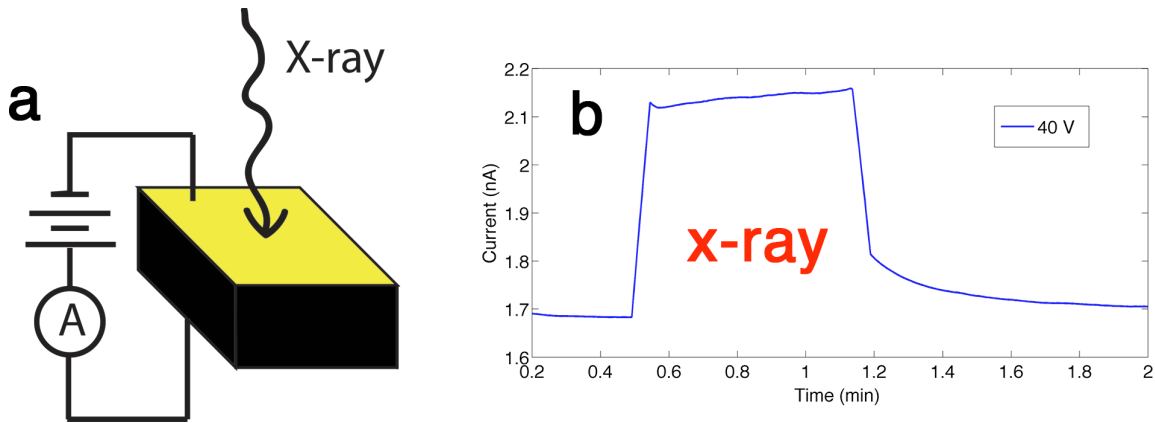 a
X-ray
A
b
40 V
x-ray
Current (nA)
2.2
2.1
2
1.9
1.8
1.7
1.6
0.2 0.4 0.6 0.8 1 1.2 1.4 1.6 1.8 2
Time (min)